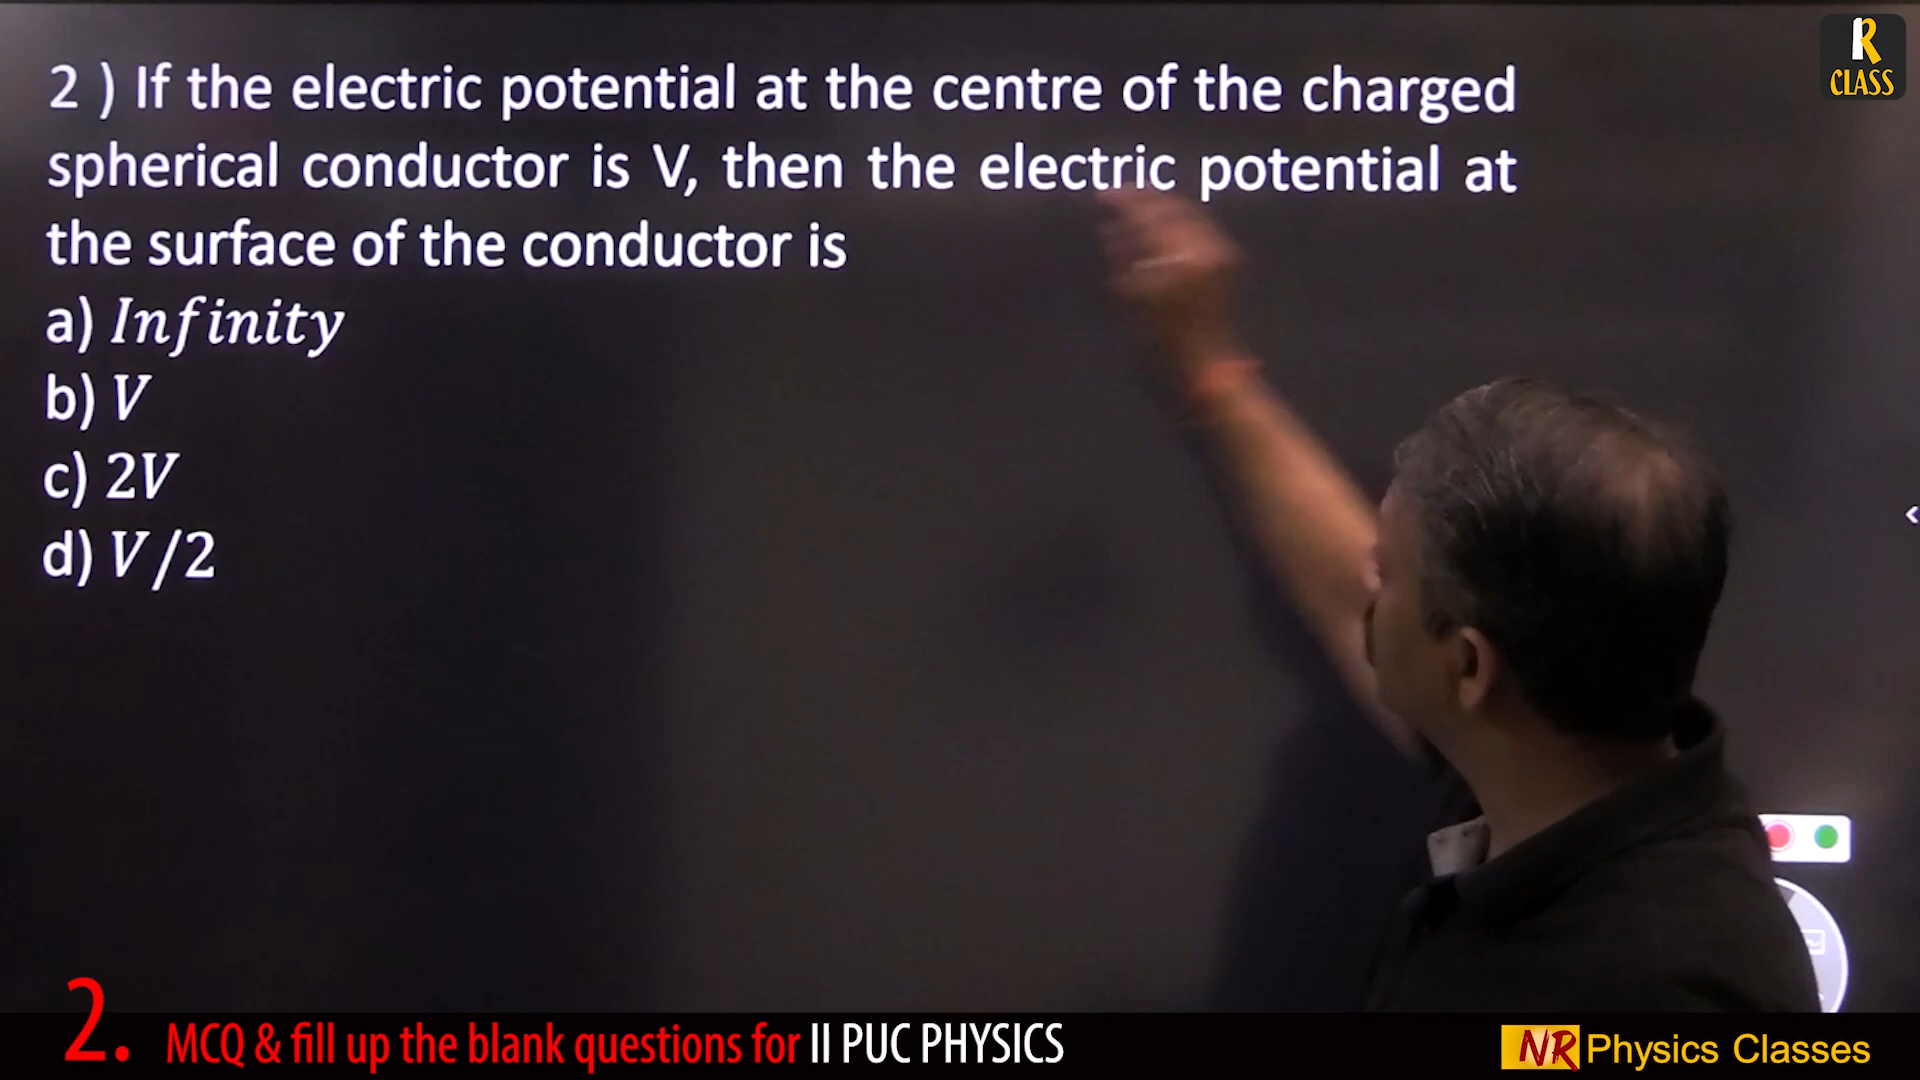 R
CLASS
2 ) If the electric potential at the centre of the charged
spherical conductor is V, then the electric potential at
the surface of the conductor is
a) Infinity
b) V
c) 2V
d) V/2
2. MCQ & fill up the blank questions for II PUC PHYSICS
NR Physics Classes